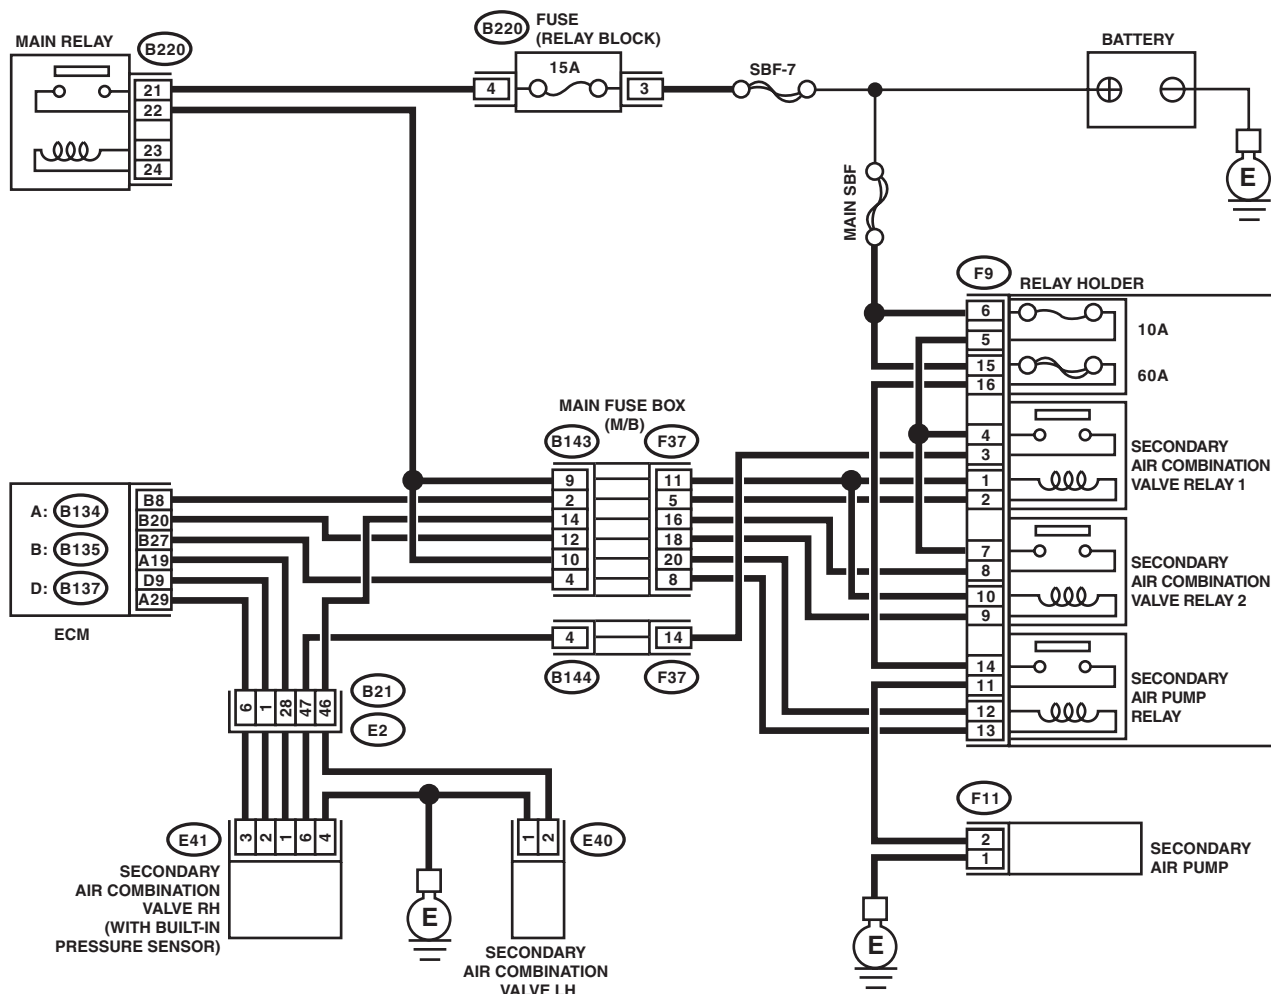 MAIN RELAY
B220
21
22
23
24
B220
FUSE
(RELAY BLOCK)
15A
4
3
SBF-7
BATTERY
E
MAIN SBF
F9
RELAY HOLDER
6
5
15
16
10A
60A
4
3
1
2
SECONDARY
AIR COMBINATION
VALVE RELAY 1
7
8
10
9
SECONDARY
AIR COMBINATION
VALVE RELAY 2
14
11
12
13
SECONDARY
AIR PUMP
RELAY
MAIN FUSE BOX
(M/B)
B143
F37
9
11
2
5
14
16
12
18
10
20
4
8
4
14
B144
F37
A: B134
B: B135
D: B137
B8
B20
B27
A19
D9
A29
ECM
6
1
28
47
46
B21
E2
E41
3
2
1
6
4
SECONDARY
AIR COMBINATION
VALVE RH
(WITH BUILT-IN
PRESSURE SENSOR)
E
1
2
E40
SECONDARY
AIR COMBINATION
VALVE LH
F11
2
1
SECONDARY
AIR PUMP
E